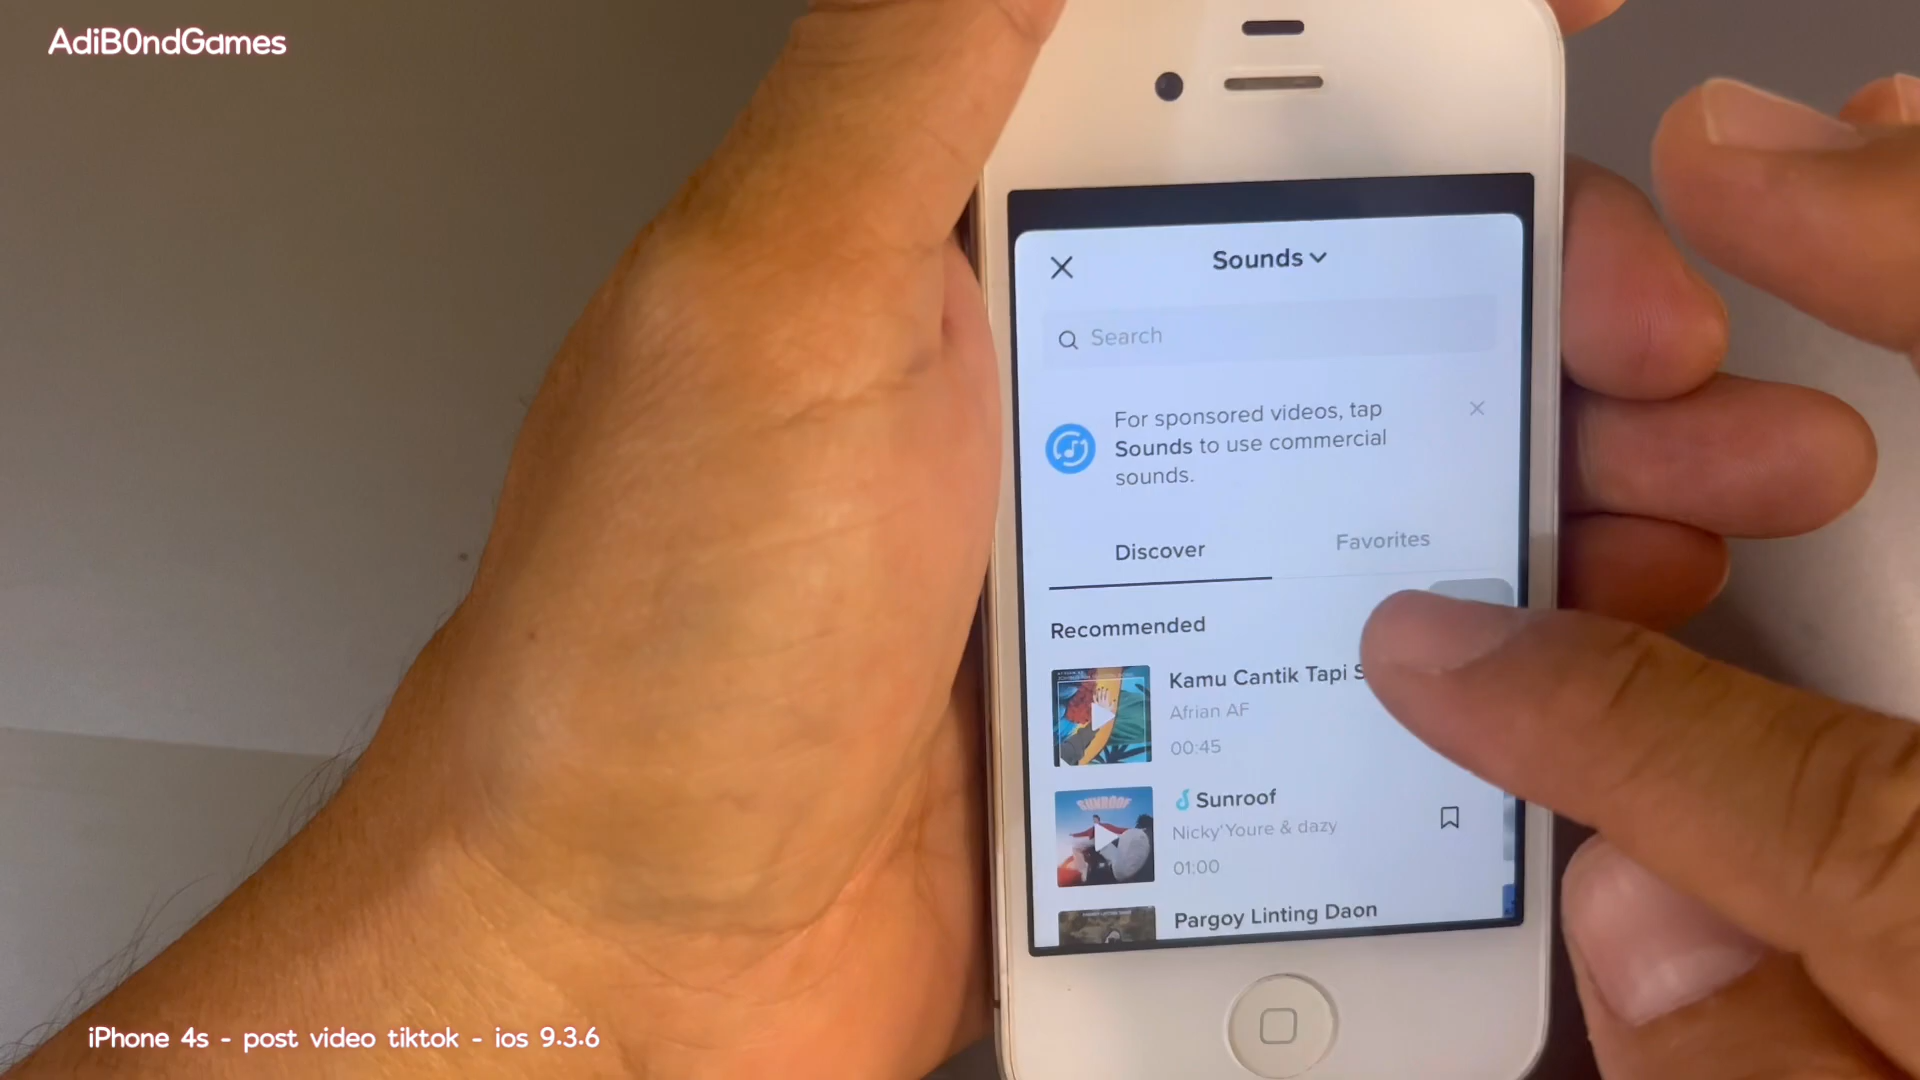 AdiB0ndGames
Sounds
Search
For sponsored videos, tap
Sounds to use commercial
sounds.
Discover
Favorites
Recommended
Kamu Cantik Tapi S
Afrian AF
00:45
SUNROOF
Sunroof
Nicky Youre & dazy
01:00
Pargoy Linting Daon
iPhone 4s - post video tiktok - ios 9.3.6